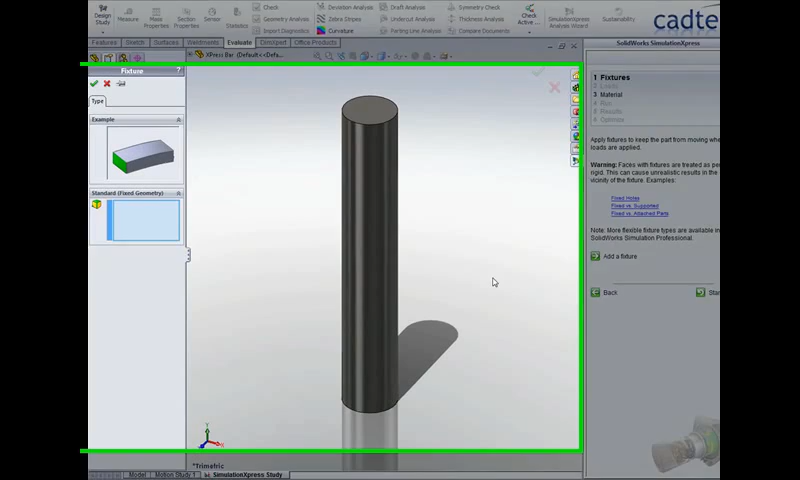 Design
Study
Measure
Mass
Properties
Section
Properties
Sensor
Statistics
Check
Geometry Analysis
Import Diagnostics
Deviation Analysis
Zebra Stripes
Curvature
Draft Analysis
Undercut Analysis
Parting Line Analysis
Symmetry Check
Thickness Analysis
Compare Documents
Check
Active ...
SimulationXpress
Analysis Wizard
Sustainability
cadte
Features
Sketch
Surfaces
Weldments
Evaluate
DimXpert
Office Products
SolidWorks SimulationXpress
XPress Bar (Default<<Defa...
Fixture
?
Type
Example
Standard (Fixed Geometry)
1 Fixtures
2 Loads
3 Material
4 Run
5 Results
6 Optimize
Apply fixtures to keep the part from moving whe
loads are applied.
Warning: Faces with fixtures are treated as pe
rigid. This can cause unrealistic results in the
vicinity of the fixture. Examples:
Fixed Holes
Fixed vs. Supported
Fixed vs. Attached Parts
Note: More flexible fixture types are available in
SolidWorks Simulation Professional.
Add a fixture
Back
Star
Y
X
*Trimetric
Model
Motion Study 1
SimulationXpress Study